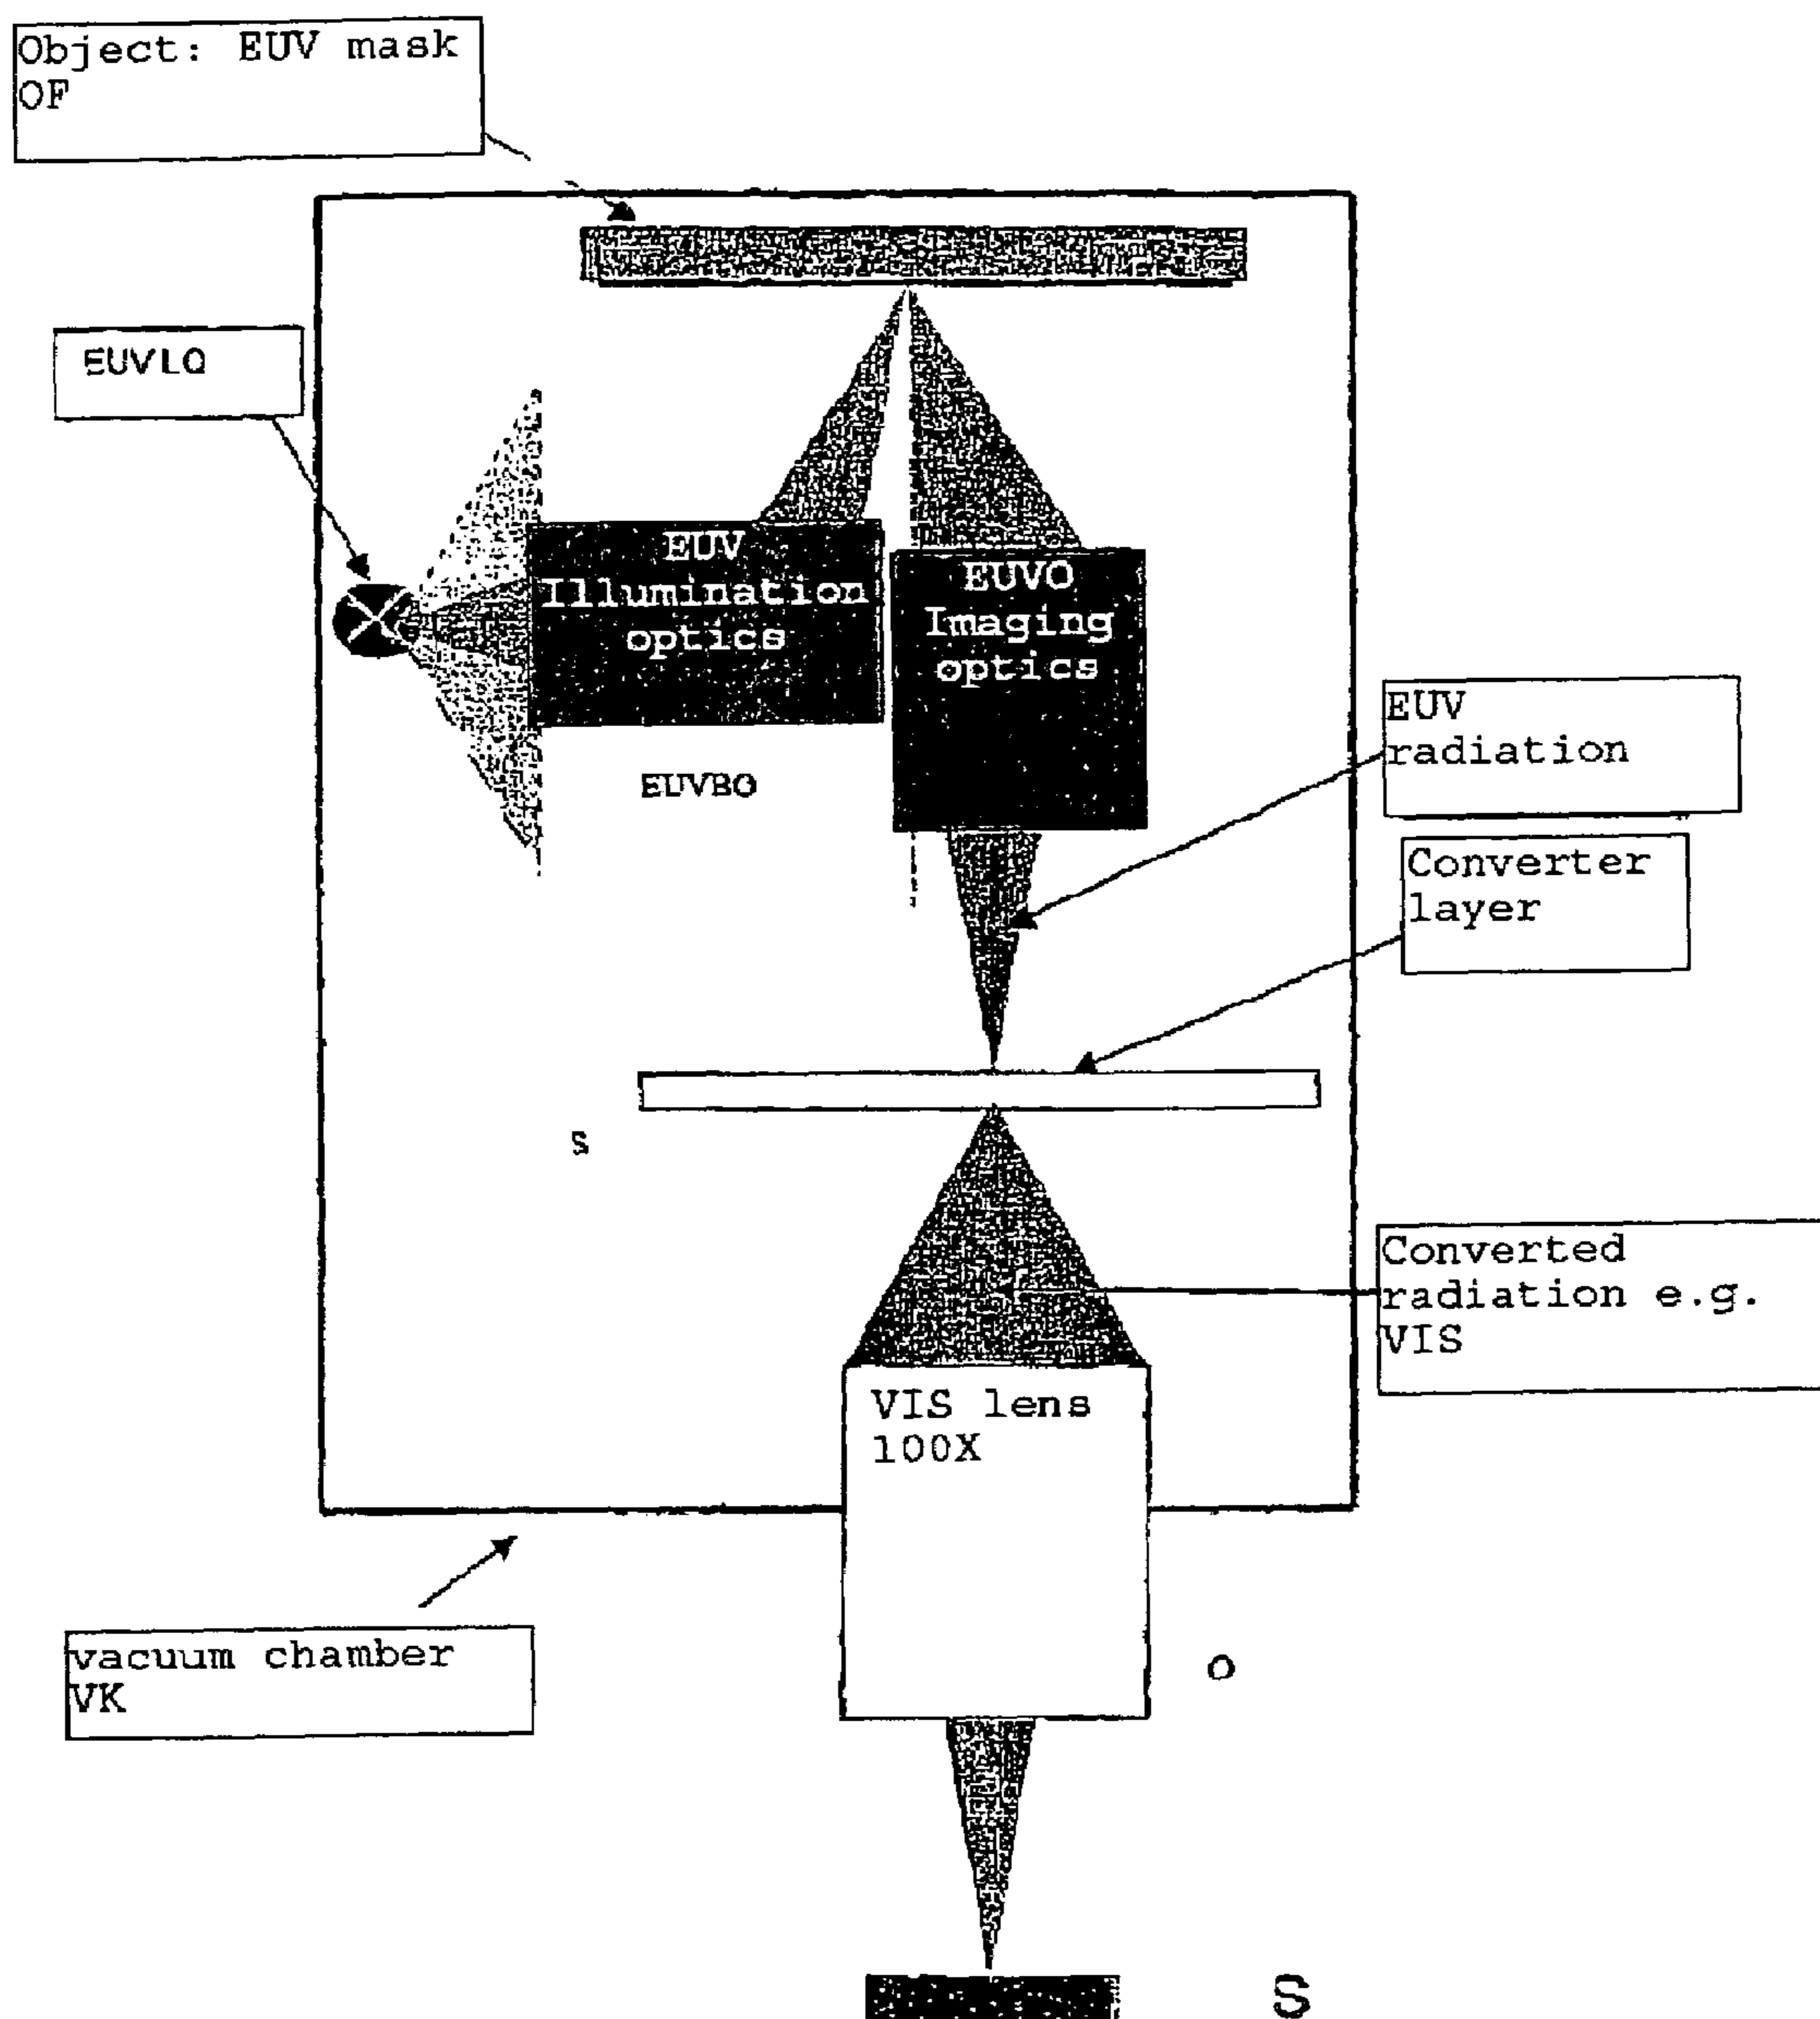 Object: EUV mask
OF
EUVLQ
EUV
Illumination
optics
EUVO
Imaging
optics
EUVBO
EUV
radiation
Converter
layer
s
Converted
radiation e.g.
VIS
VIS lens
100X
vacuum chamber
VK
O
S